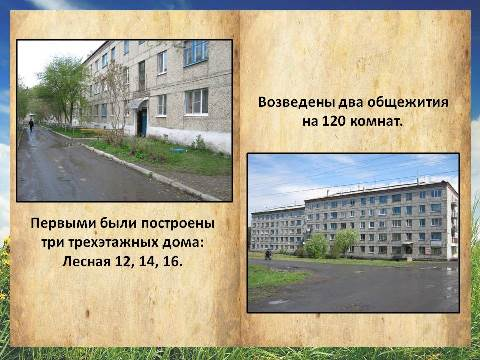 Первыми были построены
три трехэтажных дома:
Лесная 12, 14, 16.
Возведены два общежития
на 120 комнат.